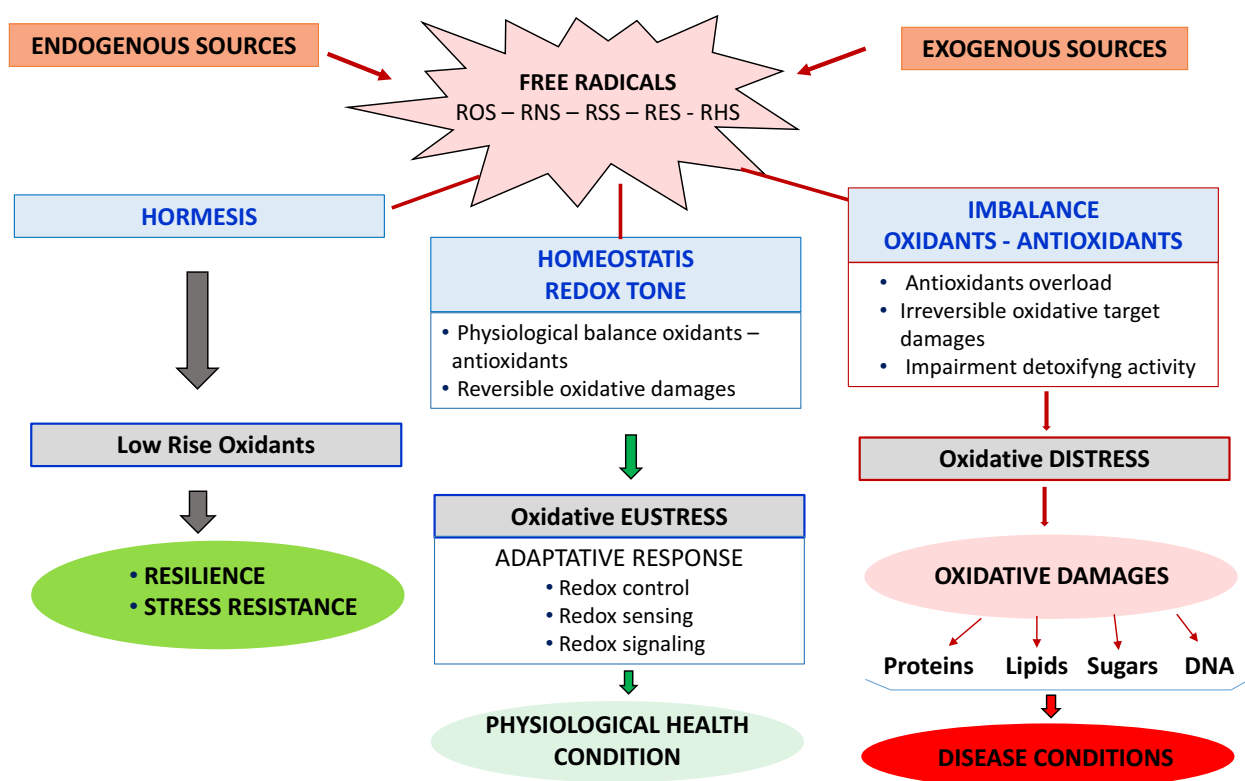 ENDOGENOUS SOURCES
EXOGENOUS SOURCES
FREE RADICALS
ROS – RNS – RSS – RES - RHS
HORMESIS
Low Rise Oxidants
• RESILIENCE
• STRESS RESISTANCE
HOMEOSTATIS
REDOX TONE
• Physiological balance oxidants –
antioxidants
• Reversible oxidative damages
Oxidative EUSTRESS
ADAPTATIVE RESPONSE
• Redox control
• Redox sensing
• Redox signaling
PHYSIOLOGICAL HEALTH
CONDITION
IMBALANCE
OXIDANTS - ANTIOXIDANTS
• Antioxidants overload
• Irreversible oxidative target
damages
• Impairment detoxifyng activity
Oxidative DISTRESS
OXIDATIVE DAMAGES
Proteins Lipids Sugars DNA
DISEASE CONDITIONS